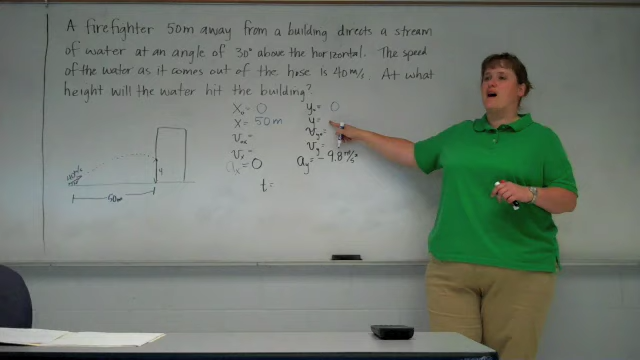 A firefighter 50m away from a building directs a stream
of water at an angle of 30° above the horizontal. The speed
of the water as it comes out of the hose is 40 m/s. At what
height will the water hit the building?
x₀= 0
y₀= 0
x= 50m
y=
v₀ₓ=
v₀y=
vₓ=
vy=
aₓ= 0
ay= -9.8 m/s²
t=
y
50m